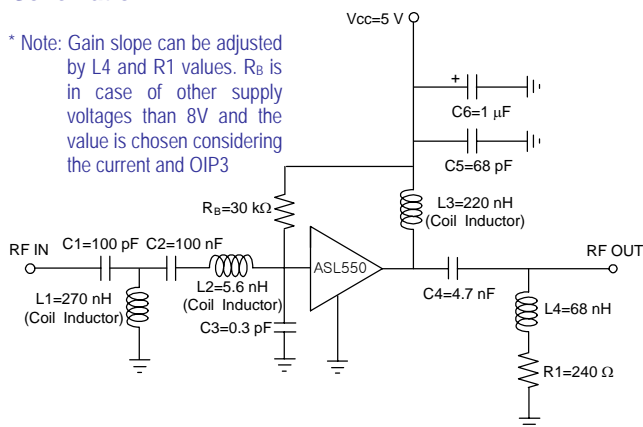 Vcc=5 V
* Note: Gain slope can be adjusted
by L4 and R1 values. RB is
in case of other supply
voltages than 8V and the
value is chosen considering
the current and OIP3
+
C6=1 μF
C5=68 pF
RB=30 kΩ
L3=220 nH
(Coil Inductor)
RF IN
C1=100 pF
C2=100 nF
ASL550
RF OUT
L2=5.6 nH
(Coil Inductor)
C4=4.7 nF
L1=270 nH
(Coil Inductor)
C3=0.3 pF
L4=68 nH
R1=240 Ω